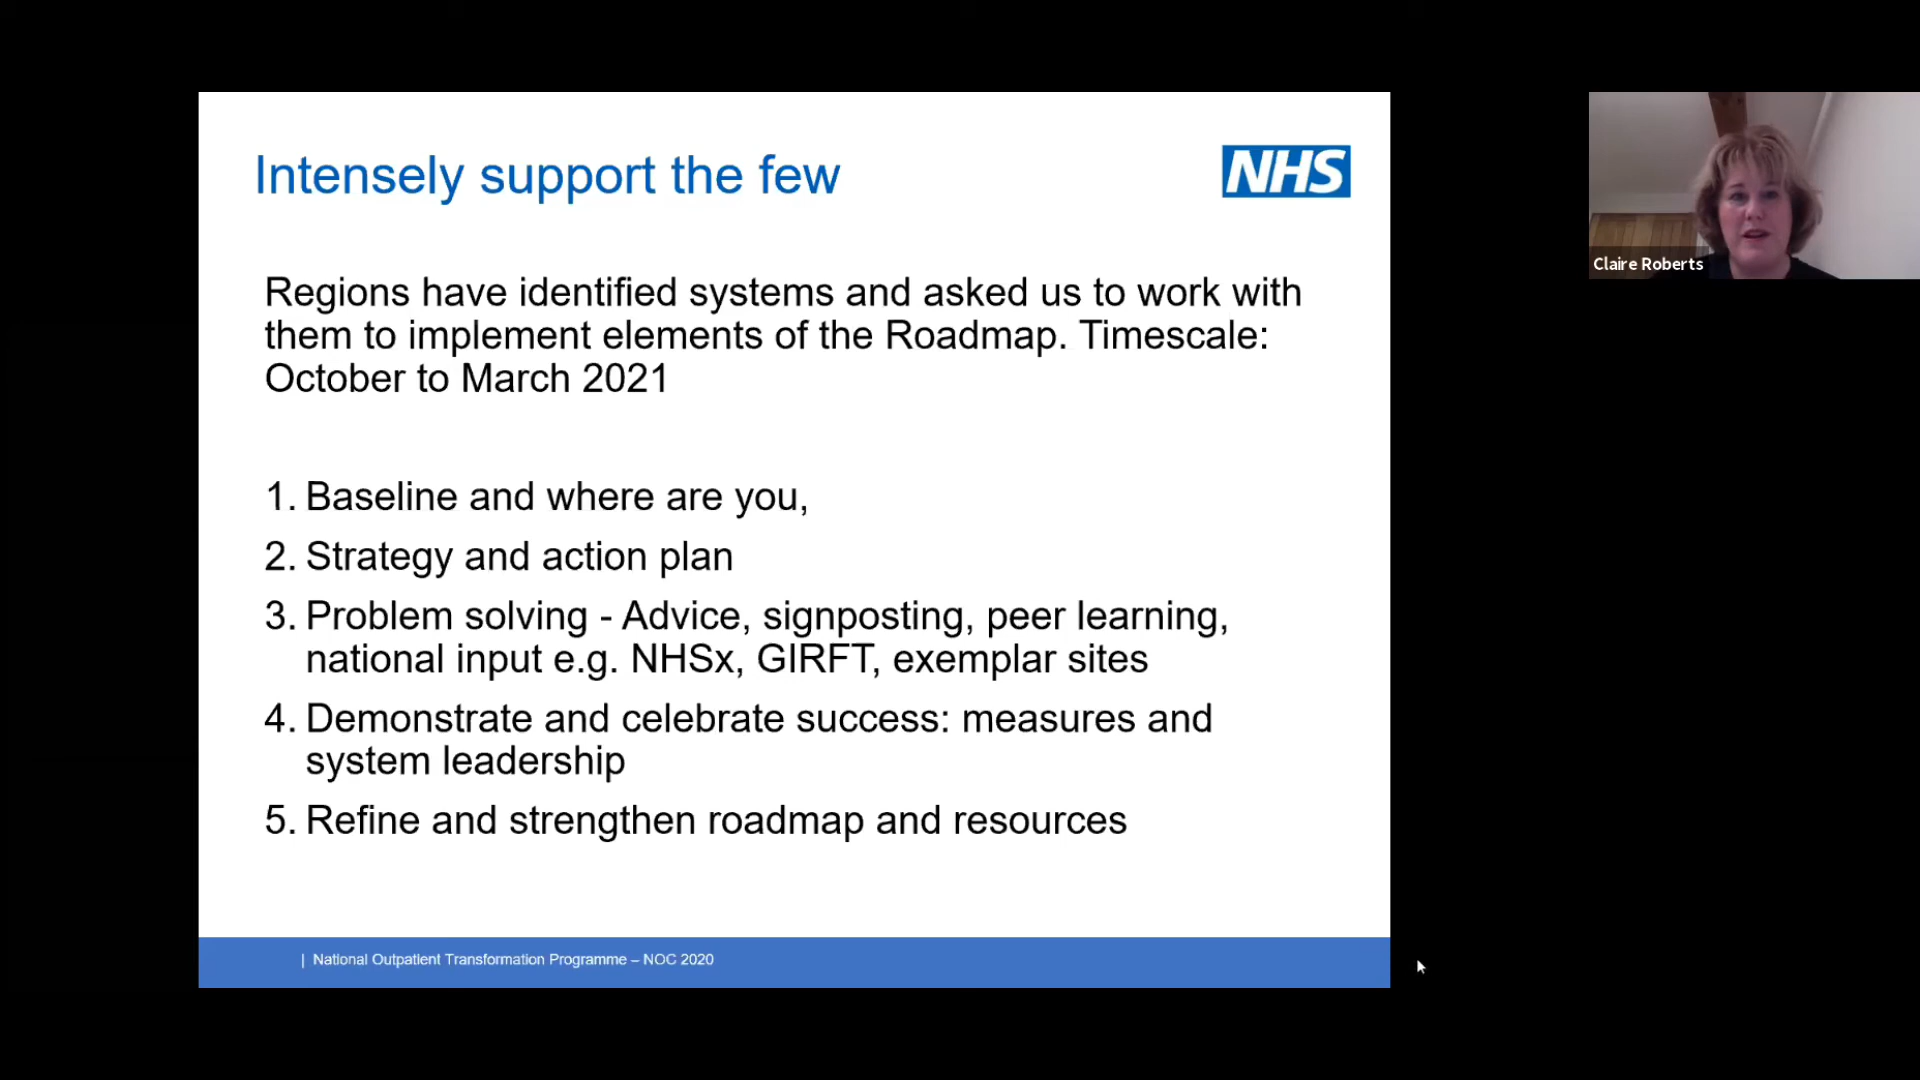 Intensely support the few
NHS
Regions have identified systems and asked us to work with
them to implement elements of the Roadmap. Timescale:
October to March 2021
1. Baseline and where are you,
2. Strategy and action plan
3. Problem solving - Advice, signposting, peer learning,
national input e.g. NHSx, GIRFT, exemplar sites
4. Demonstrate and celebrate success: measures and
system leadership
5. Refine and strengthen roadmap and resources
| National Outpatient Transformation Programme – NOC 2020
Claire Roberts